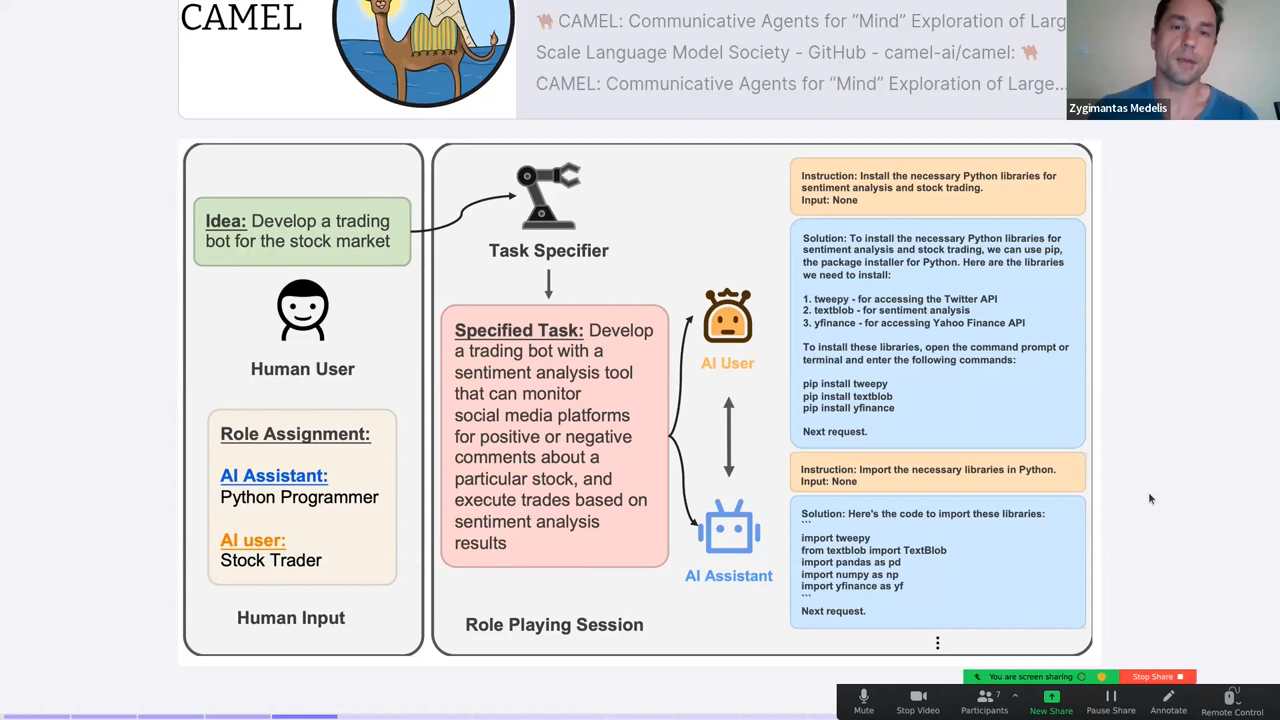 CAMEL
🐪 CAMEL: Communicative Agents for “Mind” Exploration of Larg
Scale Language Model Society - GitHub - camel-ai/camel: 🐪
CAMEL: Communicative Agents for “Mind” Exploration of Large...
Zygimantas Medelis
Idea: Develop a trading
bot for the stock market
Human User
Role Assignment:
AI Assistant:
Python Programmer
AI user:
Stock Trader
Human Input
Task Specifier
Specified Task: Develop
a trading bot with a
sentiment analysis tool
that can monitor
social media platforms
for positive or negative
comments about a
particular stock, and
execute trades based on
sentiment analysis
results
Role Playing Session
AI User
AI Assistant
Instruction: Install the necessary Python libraries for
sentiment analysis and stock trading.
Input: None
Solution: To install the necessary Python libraries for
sentiment analysis and stock trading, we can use pip,
the package installer for Python. Here are the libraries
we need to install:
1. tweepy - for accessing the Twitter API
2. textblob - for sentiment analysis
3. yfinance - for accessing Yahoo Finance API
To install these libraries, open the command prompt or
terminal and enter the following commands:
pip install tweepy
pip install textblob
pip install yfinance
Next request.
Instruction: Import the necessary libraries in Python.
Input: None
Solution: Here's the code to import these libraries:
```
import tweepy
from textblob import TextBlob
import pandas as pd
import numpy as np
import yfinance as yf
```
Next request.
You are screen sharing
Stop Share
Mute
Stop Video
Participants
7
New Share
Pause Share
Annotate
Remote Control